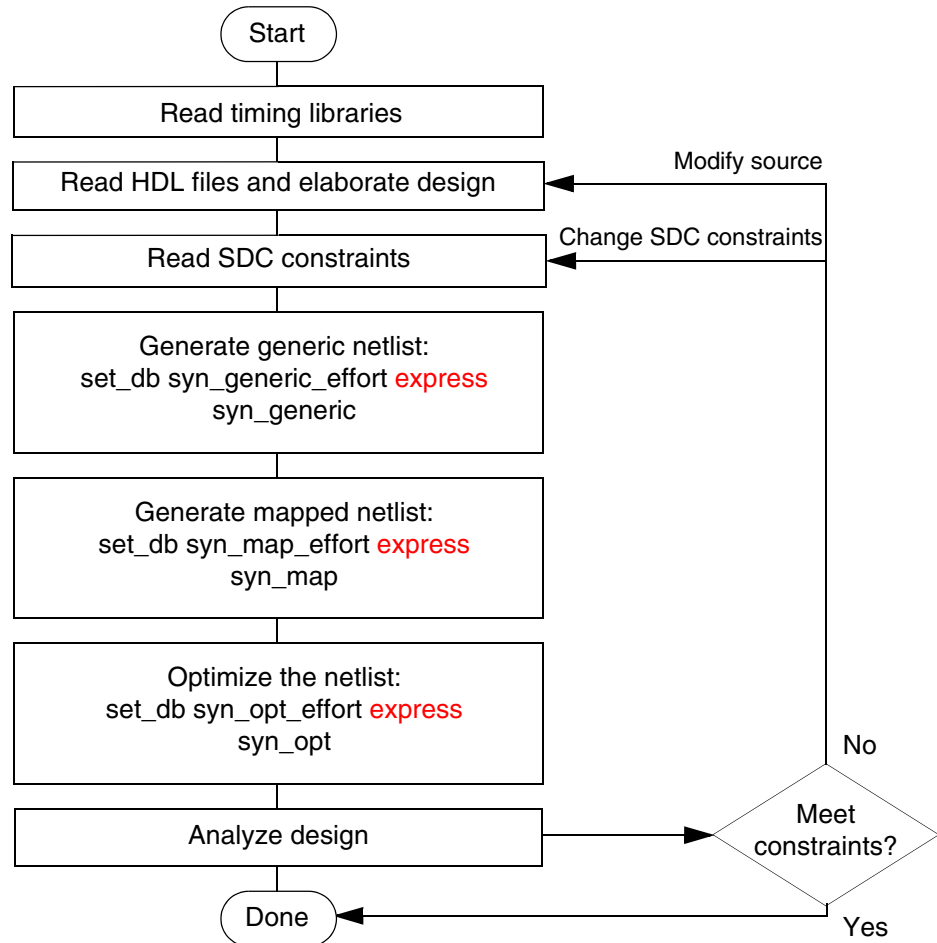 Start
Read timing libraries
Modify source
Read HDL files and elaborate design
Change SDC constraints
Read SDC constraints
Generate generic netlist:
set_db syn_generic_effort express
syn_generic
Generate mapped netlist:
set_db syn_map_effort express
syn_map
Optimize the netlist:
set_db syn_opt_effort express
syn_opt
No
Analyze design
Meet
constraints?
Done
Yes